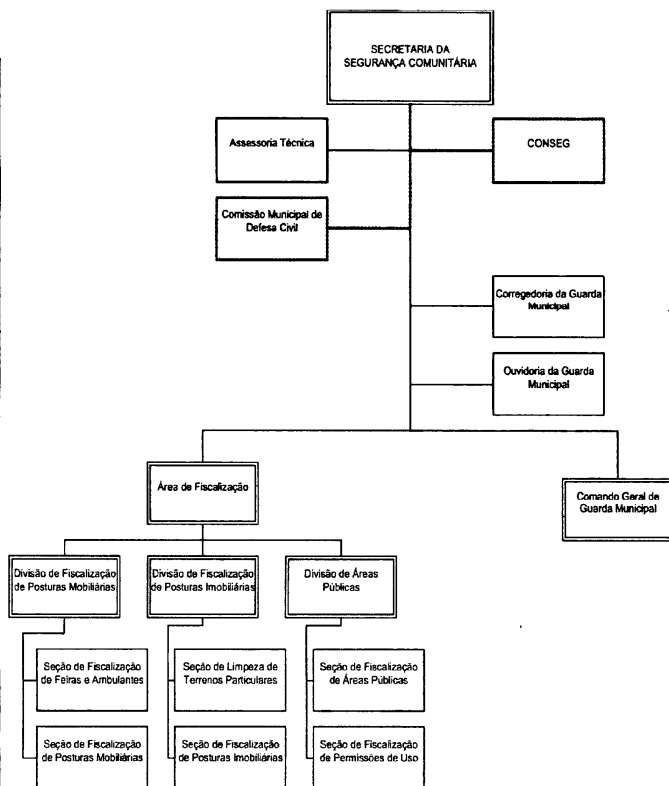 SECRETARIA DA
SEGURANÇA COMUNITÁRIA
Assessoria Técnica
CONSEG
Comissão Municipal de
Defesa Civil
Corregedoria da Guarda
Municipal
Ouvidoria da Guarda
Municipal
Área de Fiscalização
Comando Geral de
Guarda Municipal
Divisão de Fiscalização
de Posturas Mobiliárias
Divisão de Fiscalização
de Posturas Imobiliárias
Divisão de Áreas
Públicas
Seção de Fiscalização
de Feiras e Ambulantes
Seção de Limpeza de
Terrenos Particulares
Seção de Fiscalização
de Áreas Públicas
Seção de Fiscalização
de Posturas Mobiliárias
Seção de Fiscalização
de Posturas Imobiliárias
Seção de Fiscalização
de Permissões de Uso